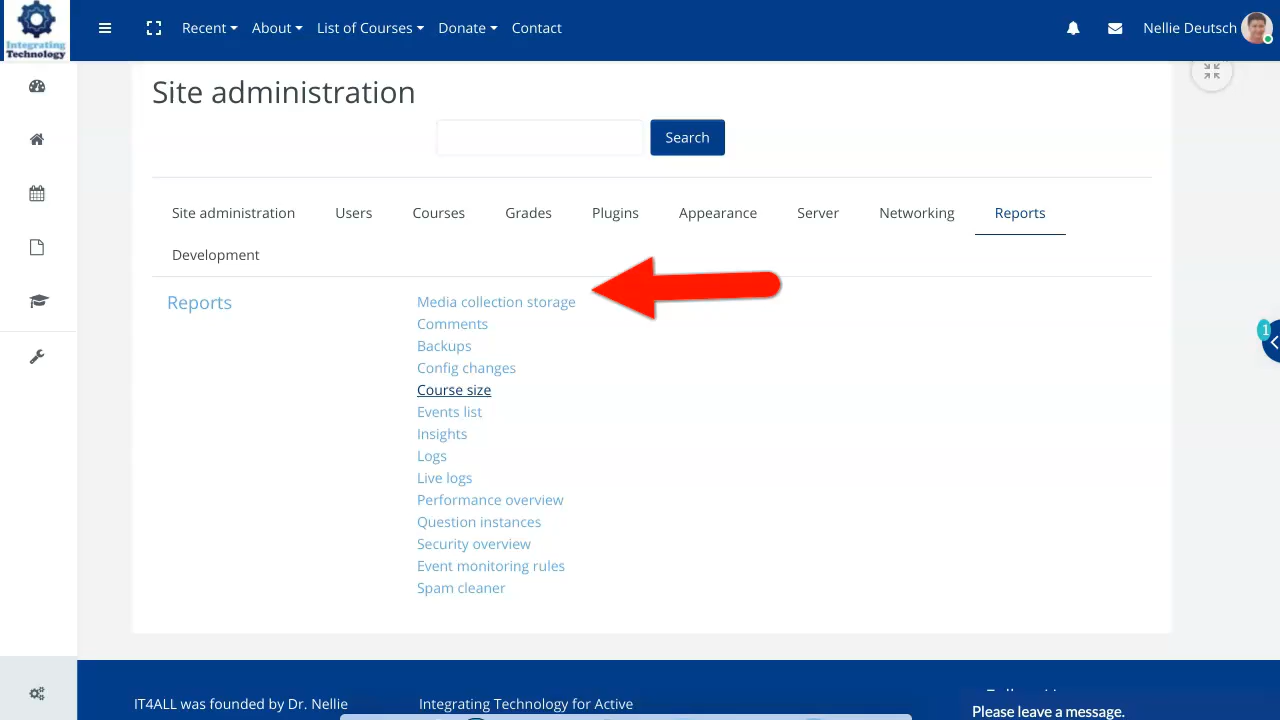 Integrating
Technology
Recent About List of Courses Donate Contact
Nellie Deutsch
Site administration
Search
Site administration Users Courses Grades Plugins Appearance Server Networking Reports
Development
Reports
Media collection storage
Comments
Backups
Config changes
Course size
Events list
Insights
Logs
Live logs
Performance overview
Question instances
Security overview
Event monitoring rules
Spam cleaner
1
IT4ALL was founded by Dr. Nellie
Integrating Technology for Active
Please leave a message.